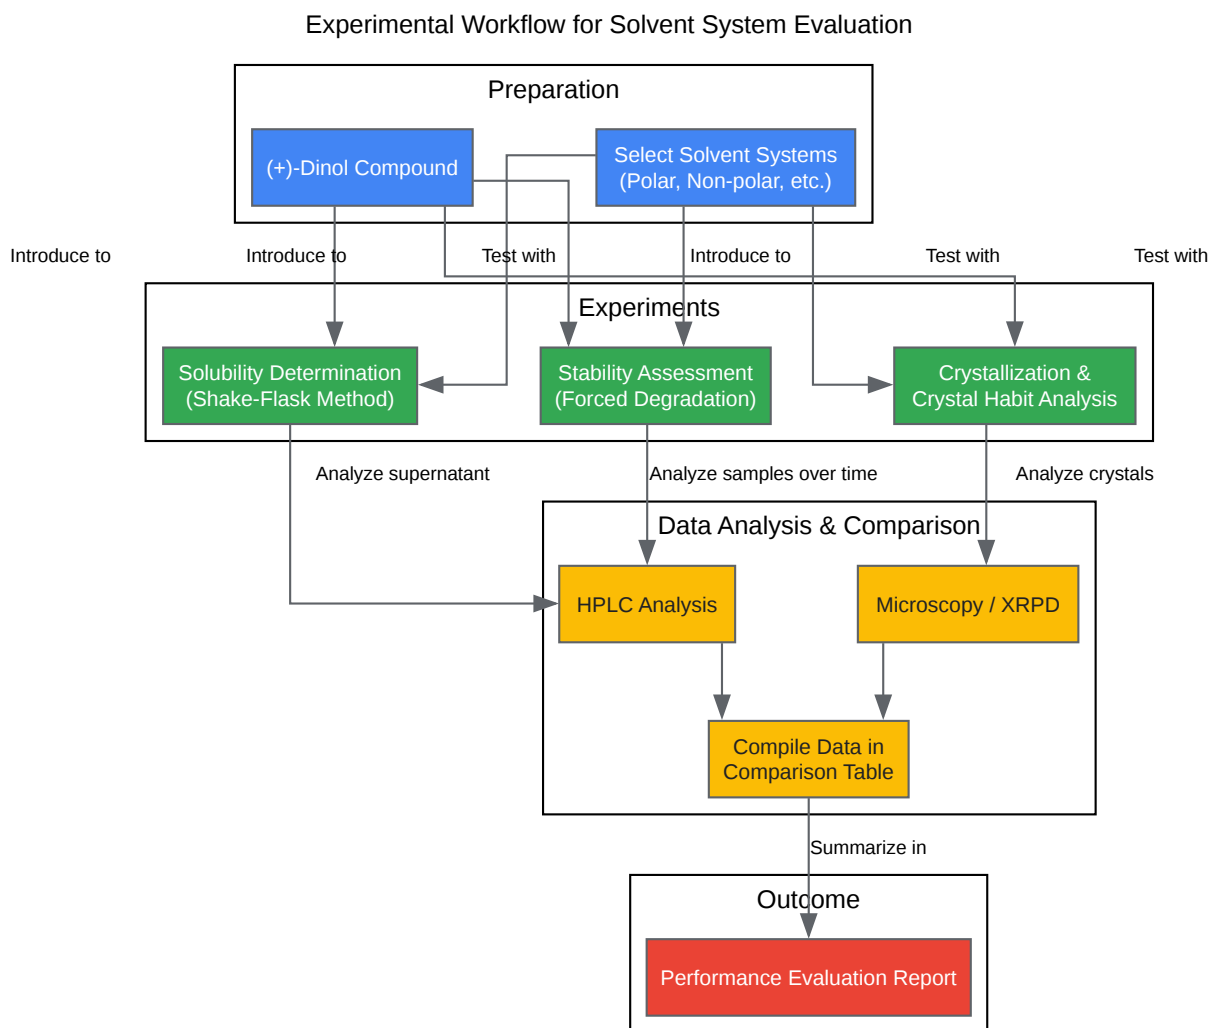 Experimental Workflow for Solvent System Evaluation
Preparation
(+)-Dinol Compound
Select Solvent Systems
(Polar, Non-polar, etc.)
Introduce to
Introduce to
Test with
Introduce to
Test with
Test with
Experiments
Solubility Determination
(Shake-Flask Method)
Stability Assessment
(Forced Degradation)
Crystallization &
Crystal Habit Analysis
Analyze supernatant
Analyze samples over time
Analyze crystals
Data Analysis & Comparison
HPLC Analysis
Microscopy / XRPD
Compile Data in
Comparison Table
Summarize in
Outcome
Performance Evaluation Report